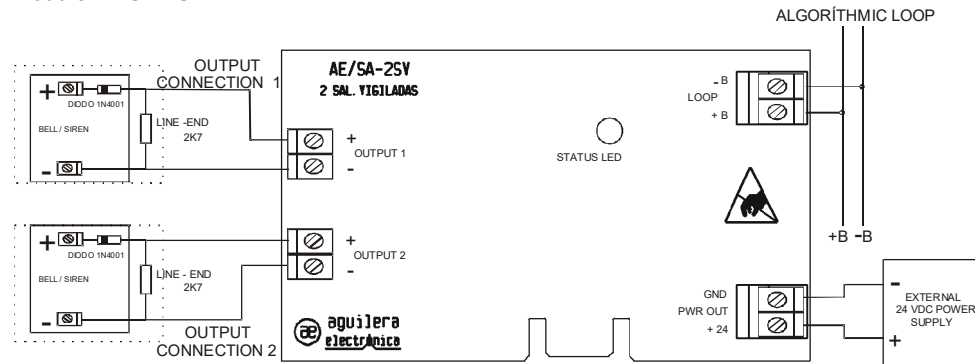 ALGORÍTHMIC LOOP
OUTPUT
CONNECTION 1
+
DIODO 1N4001
BELL / SIREN
-
LINE -END
2K7
AE/SA-2SV
2 SAL. VIGILADAS
+
OUTPUT 1
-
STATUS LED
- B
LOOP
+ B
+B -B
+
DIODO 1N4001
BELL / SIREN
-
LINE - END
2K7
OUTPUT
CONNECTION 2
+
OUTPUT 2
-
ae aguilera
electrónica
GND
PWR OUT
+ 24
-
EXTERNAL
24 VDC POWER
SUPPLY
+